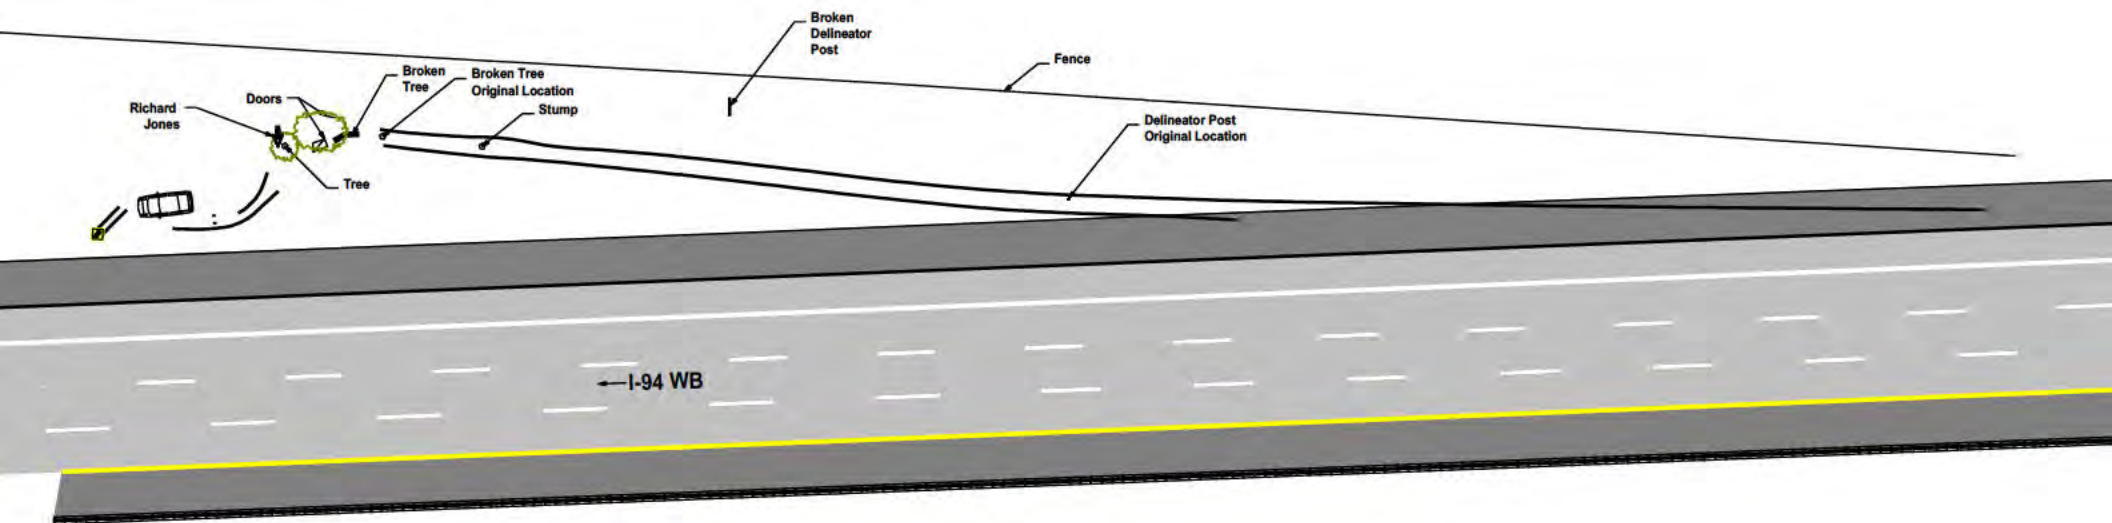 Broken
Delineator
Post
Fence
Broken
Tree
Broken Tree
Original Location
Doors
Richard
Jones
Stump
Delineator Post
Original Location
Tree
I-94 WB